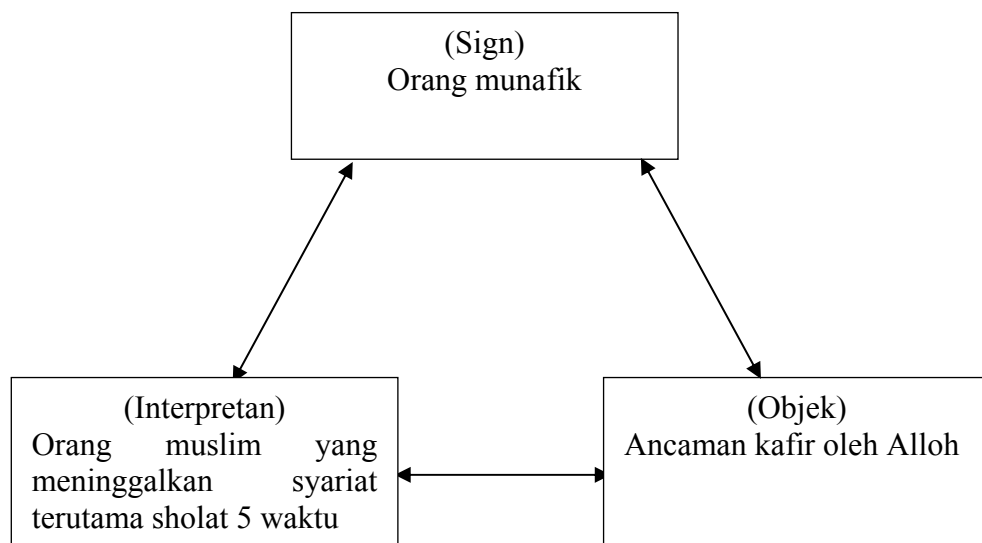 (Sign)
Orang munafik
(Interpretan)
Orang muslim yang
meninggalkan syariat
terutama sholat 5 waktu
(Objek)
Ancaman kafir oleh Alloh